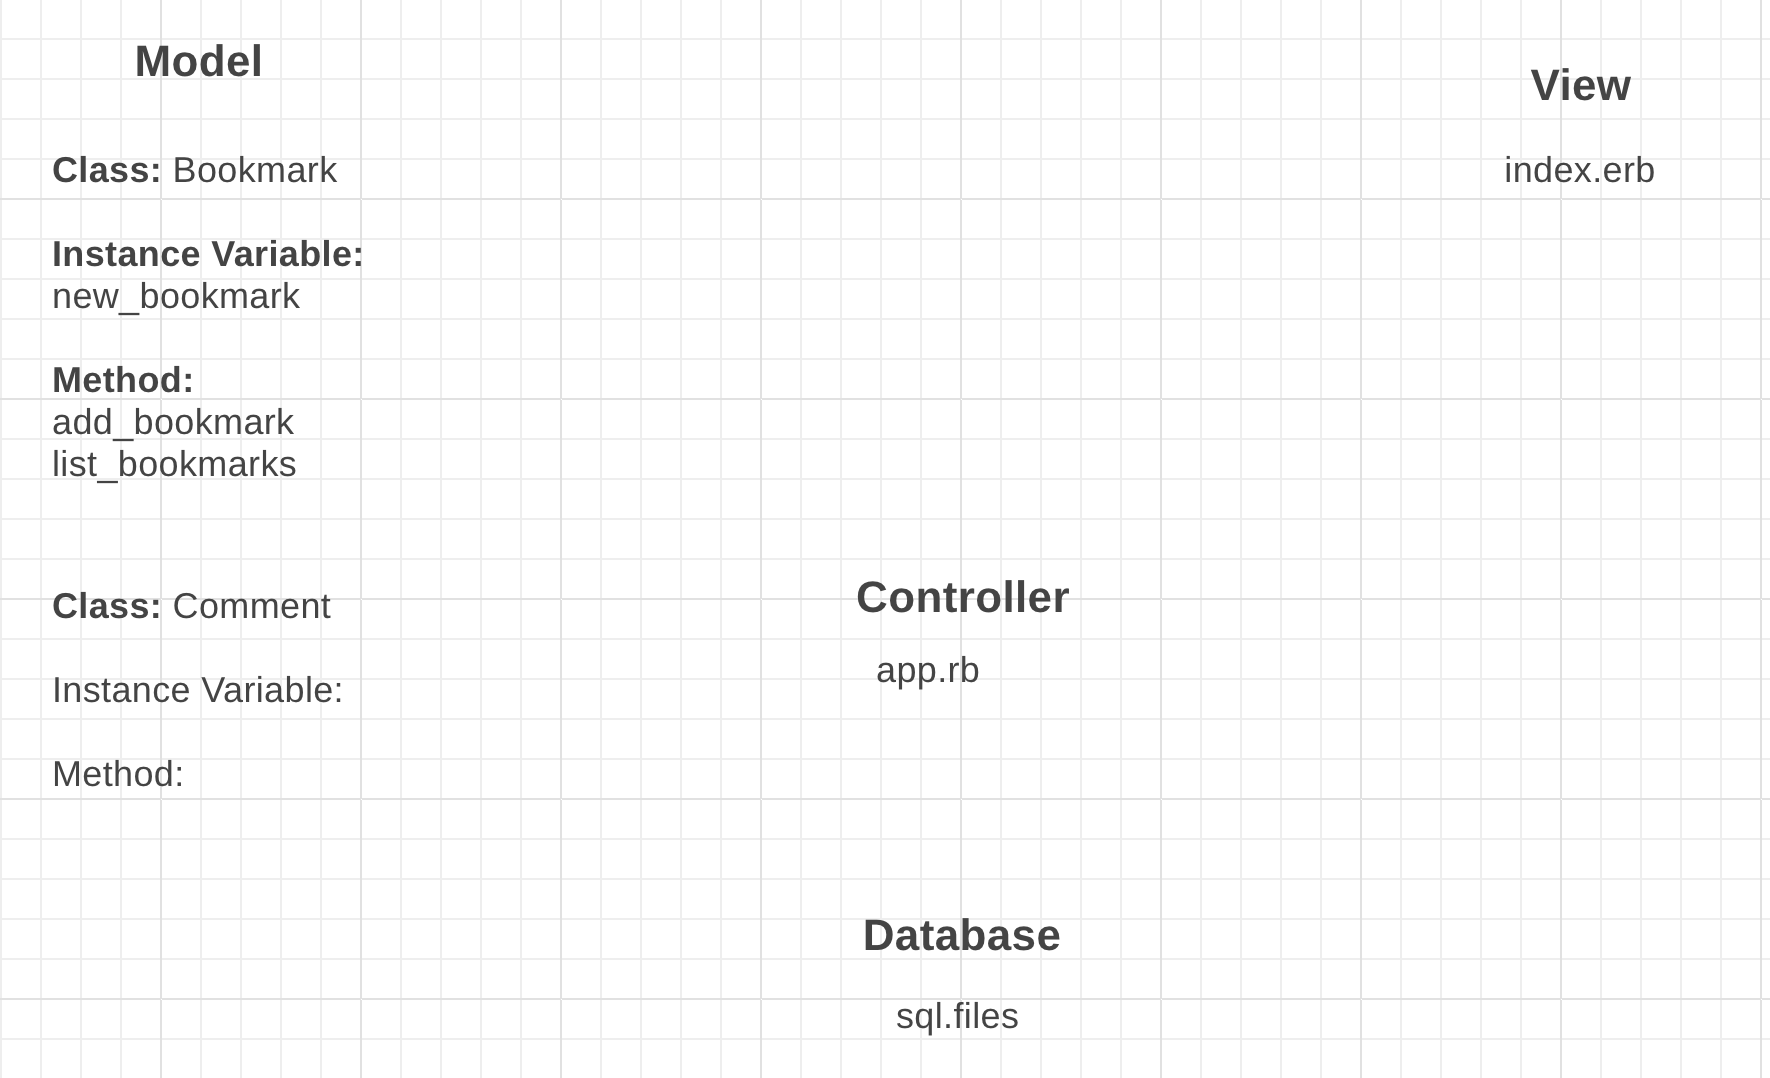 Model
Class: Bookmark
Instance Variable:
new_bookmark
Method:
add_bookmark
list_bookmarks
Class: Comment
Instance Variable:
Method:
View
index.erb
Controller
app.rb
Database
sql.files